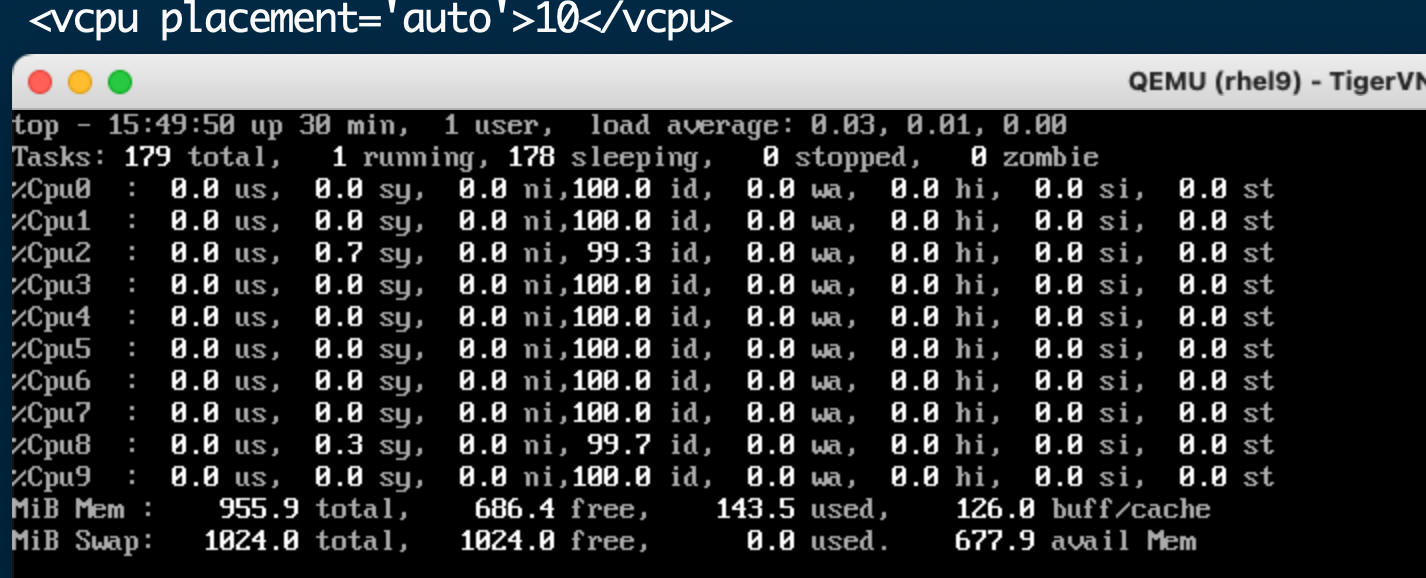 <vcpu placement='auto'>10</vcpu>
QEMU (rhel9) - TigerVN
top - 15:49:50 up 30 min,  1 user,  load average: 0.03, 0.01, 0.00
Tasks: 179 total,   1 running, 178 sleeping,   0 stopped,   0 zombie
%Cpu0  :  0.0 us,  0.0 sy,  0.0 ni,100.0 id,  0.0 wa,  0.0 hi,  0.0 si,  0.0 st
%Cpu1  :  0.0 us,  0.0 sy,  0.0 ni,100.0 id,  0.0 wa,  0.0 hi,  0.0 si,  0.0 st
%Cpu2  :  0.0 us,  0.7 sy,  0.0 ni, 99.3 id,  0.0 wa,  0.0 hi,  0.0 si,  0.0 st
%Cpu3  :  0.0 us,  0.0 sy,  0.0 ni,100.0 id,  0.0 wa,  0.0 hi,  0.0 si,  0.0 st
%Cpu4  :  0.0 us,  0.0 sy,  0.0 ni,100.0 id,  0.0 wa,  0.0 hi,  0.0 si,  0.0 st
%Cpu5  :  0.0 us,  0.0 sy,  0.0 ni,100.0 id,  0.0 wa,  0.0 hi,  0.0 si,  0.0 st
%Cpu6  :  0.0 us,  0.0 sy,  0.0 ni,100.0 id,  0.0 wa,  0.0 hi,  0.0 si,  0.0 st
%Cpu7  :  0.0 us,  0.0 sy,  0.0 ni,100.0 id,  0.0 wa,  0.0 hi,  0.0 si,  0.0 st
%Cpu8  :  0.0 us,  0.3 sy,  0.0 ni, 99.7 id,  0.0 wa,  0.0 hi,  0.0 si,  0.0 st
%Cpu9  :  0.0 us,  0.0 sy,  0.0 ni,100.0 id,  0.0 wa,  0.0 hi,  0.0 si,  0.0 st
MiB Mem :    955.9 total,    686.4 free,    143.5 used,    126.0 buff/cache
MiB Swap:   1024.0 total,   1024.0 free,      0.0 used.    677.9 avail Mem